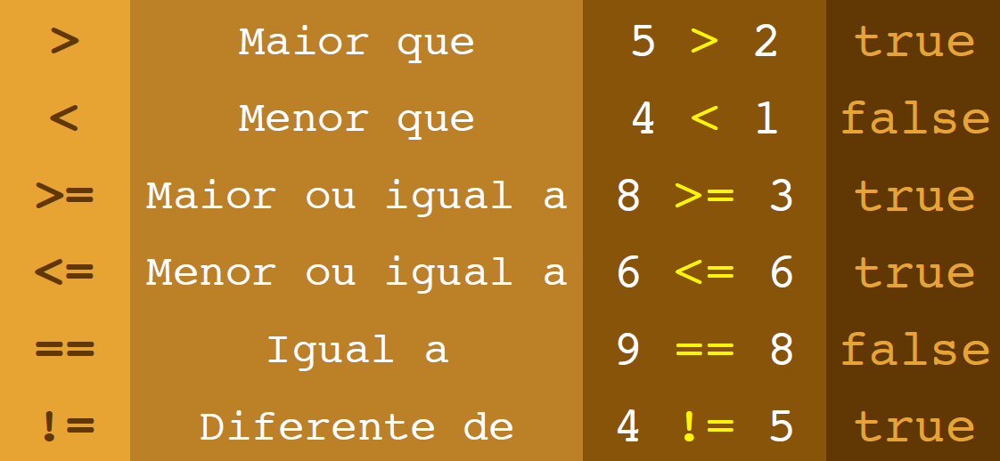 > Maior que 5 > 2 true
< Menor que 4 < 1 false
>= Maior ou igual a 8 >= 3 true
<= Menor ou igual a 6 <= 6 true
== Igual a 9 == 8 false
!= Diferente de 4 != 5 true